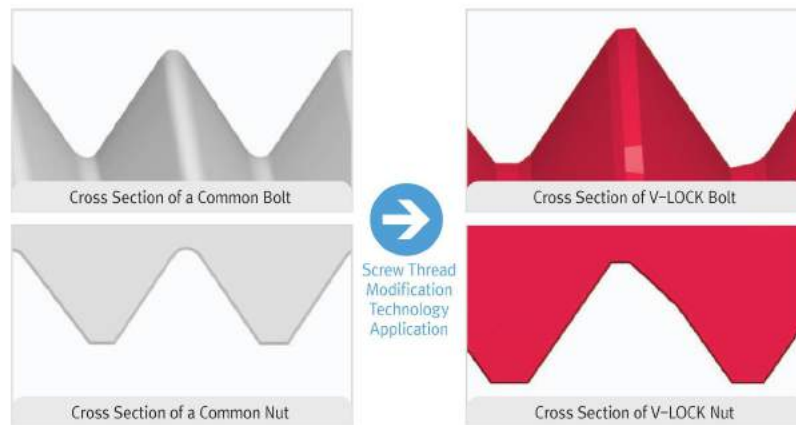 Cross Section of a Common Bolt
Cross Section of V-LOCK Bolt
Screw Thread
Modification
Technology
Application
Cross Section of a Common Nut
Cross Section of V-LOCK Nut